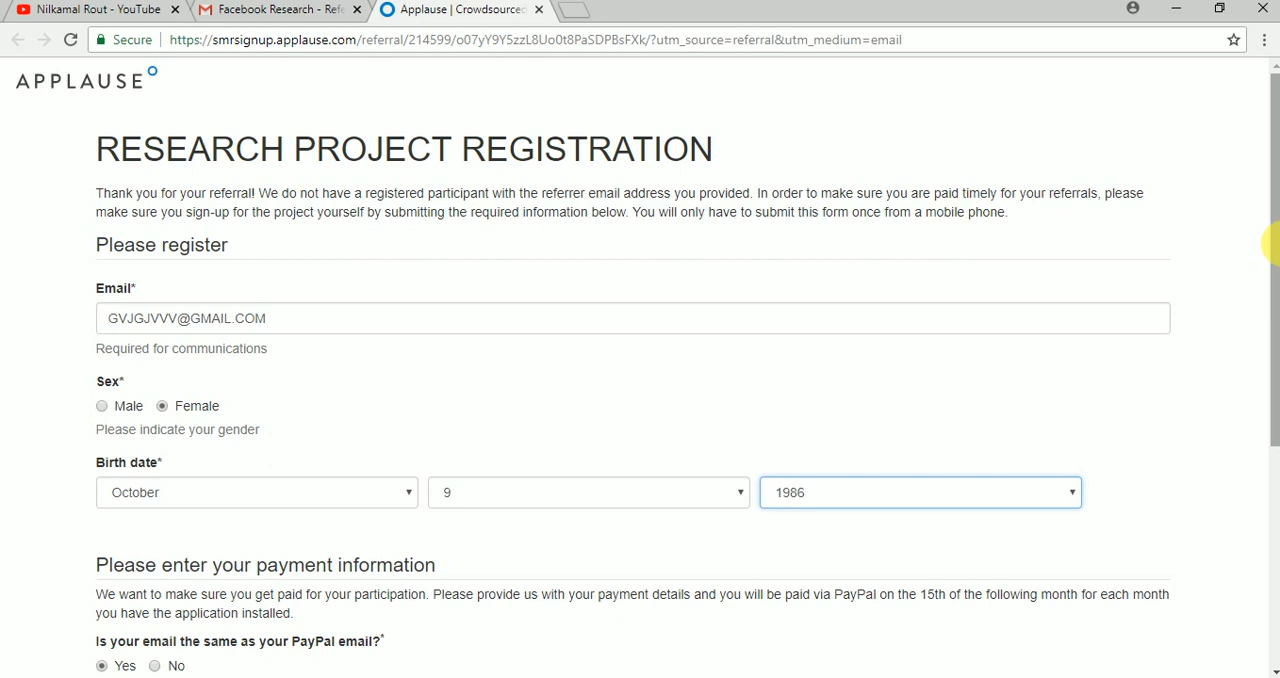 Nilkamal Rout - YouTube
Facebook Research - Refe
Applause | Crowdsourced
Secure
https://smrsignup.applause.com/referral/214599/o07yY9Y5zzL8Uo0t8PaSDPBsFXk/?utm_source=referral&utm_medium=email
APPLAUSE
RESEARCH PROJECT REGISTRATION
Thank you for your referral! We do not have a registered participant with the referrer email address you provided. In order to make sure you are paid timely for your referrals, please
make sure you sign-up for the project yourself by submitting the required information below. You will only have to submit this form once from a mobile phone.
Please register
Email*
GVJGJVVV@GMAIL.COM
Required for communications
Sex*
Male Female
Please indicate your gender
Birth date*
October 9 1986
Please enter your payment information
We want to make sure you get paid for your participation. Please provide us with your payment details and you will be paid via PayPal on the 15th of the following month for each month
you have the application installed.
Is your email the same as your PayPal email?*
Yes No